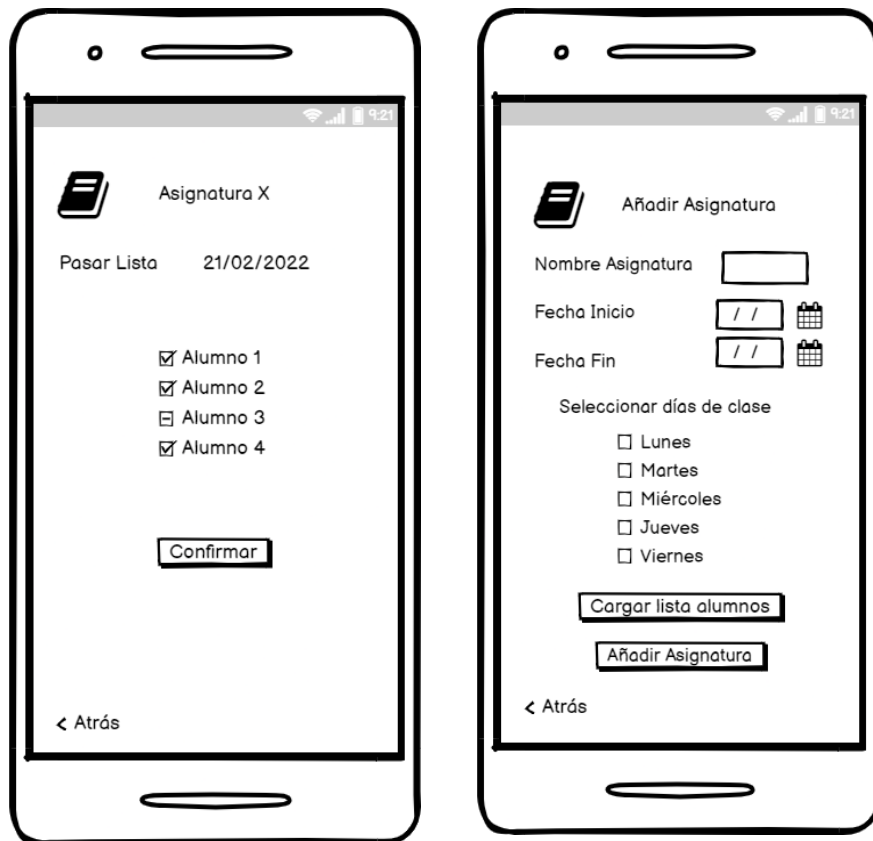 9:21
Asignatura X
Pasar Lista 21/02/2022
Alumno 1
Alumno 2
Alumno 3
Alumno 4
Confirmar
< Atrás
9:21
Añadir Asignatura
Nombre Asignatura
Fecha Inicio / /
Fecha Fin / /
Seleccionar días de clase
Lunes
Martes
Miércoles
Jueves
Viernes
Cargar lista alumnos
Añadir Asignatura
< Atrás